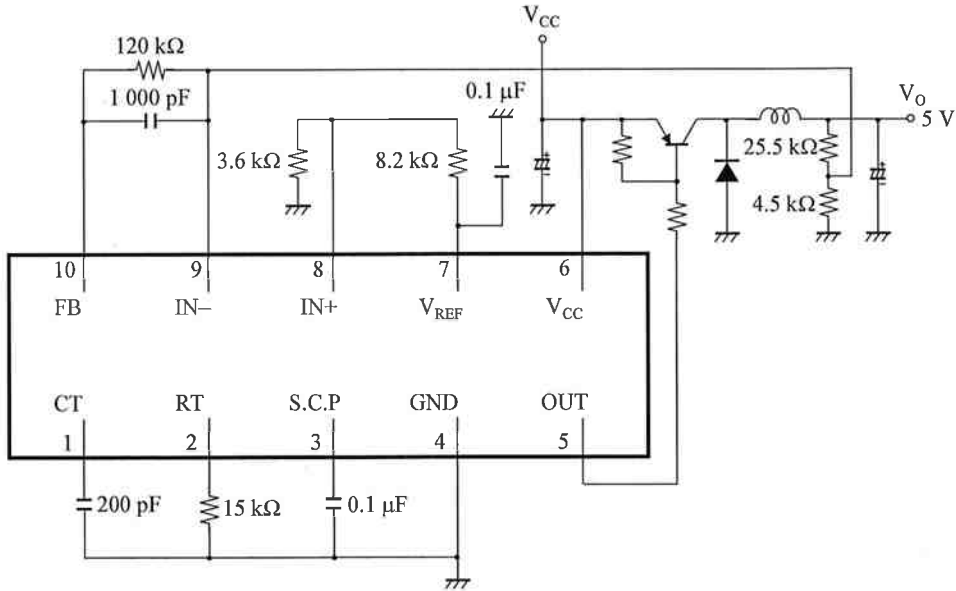 V_CC
120 kΩ
1 000 pF
0.1 μF
V_O
5 V
3.6 kΩ
8.2 kΩ
25.5 kΩ
4.5 kΩ
10 9 8 7 6
FB IN– IN+ V_REF V_CC
CT RT S.C.P GND OUT
1 2 3 4 5
200 pF 15 kΩ 0.1 μF